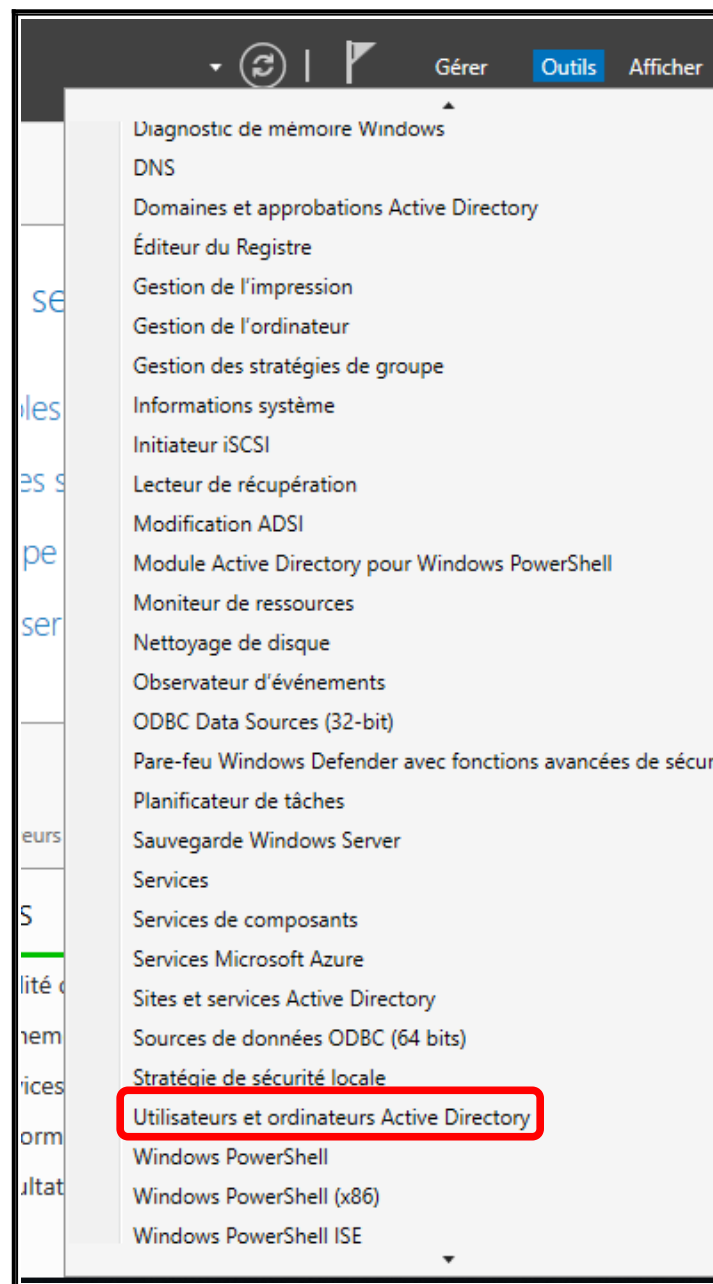 Gérer Outils Afficher
Diagnostic de mémoire Windows
DNS
Domaines et approbations Active Directory
Éditeur du Registre
Gestion de l'impression
Gestion de l'ordinateur
Gestion des stratégies de groupe
Informations système
Initiateur iSCSI
Lecteur de récupération
Modification ADSI
Module Active Directory pour Windows PowerShell
Moniteur de ressources
Nettoyage de disque
Observateur d'événements
ODBC Data Sources (32-bit)
Pare-feu Windows Defender avec fonctions avancées de sécur
Planificateur de tâches
Sauvegarde Windows Server
Services
Services de composants
Services Microsoft Azure
Sites et services Active Directory
Sources de données ODBC (64 bits)
Stratégie de sécurité locale
Utilisateurs et ordinateurs Active Directory
Windows PowerShell
Windows PowerShell (x86)
Windows PowerShell ISE